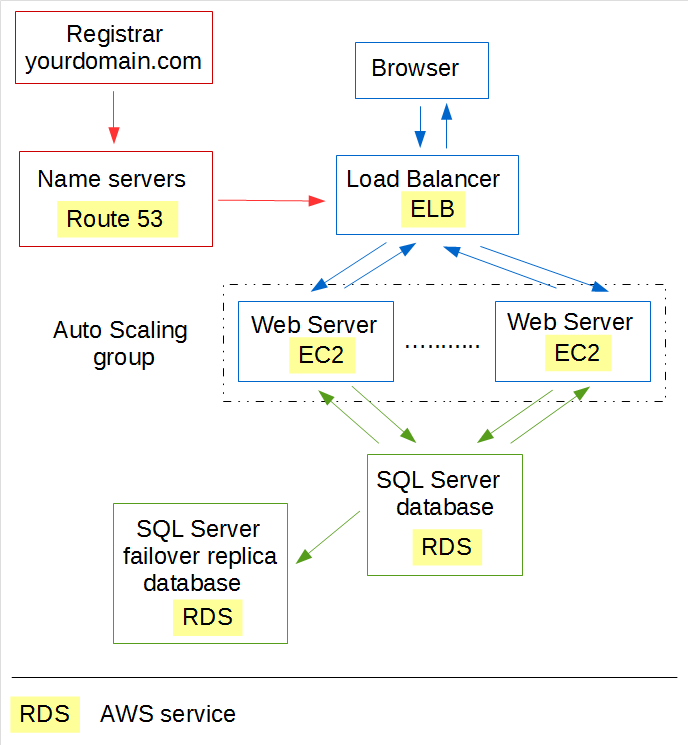 Registrar
yourdomain.com
Browser
Name servers
Route 53
Load Balancer
ELB
Auto Scaling
group
Web Server
EC2
...........
Web Server
EC2
SQL Server
database
RDS
SQL Server
failover replica
database
RDS
RDS AWS service